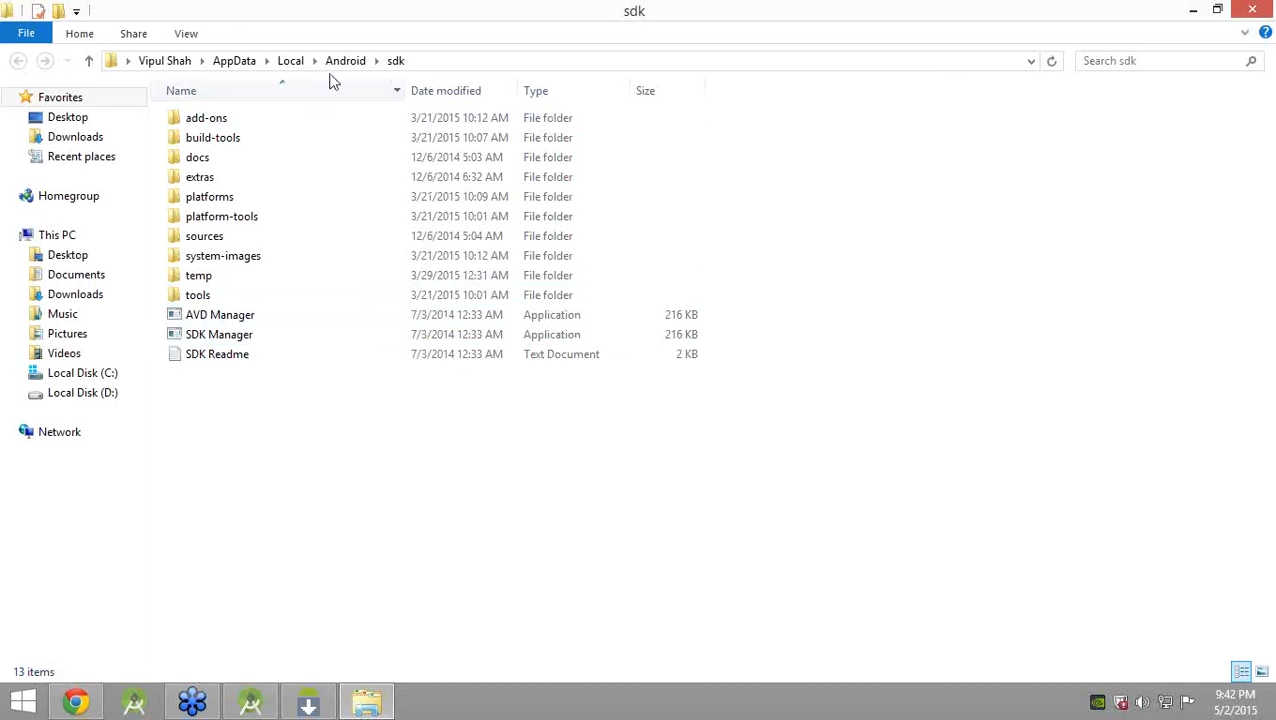 sdk
File Home Share View
Vipul Shah AppData Local Android sdk Search sdk
Name Date modified Type Size
Favorites
Desktop
Downloads
Recent places
Homegroup
This PC
Desktop
Documents
Downloads
Music
Pictures
Videos
Local Disk (C:)
Local Disk (D:)
Network
add-ons 3/21/2015 10:12 AM File folder
build-tools 3/21/2015 10:07 AM File folder
docs 12/6/2014 5:03 AM File folder
extras 12/6/2014 6:32 AM File folder
platforms 3/21/2015 10:09 AM File folder
platform-tools 3/21/2015 10:01 AM File folder
sources 12/6/2014 5:04 AM File folder
system-images 3/21/2015 10:12 AM File folder
temp 3/29/2015 12:31 AM File folder
tools 3/21/2015 10:01 AM File folder
AVD Manager 7/3/2014 12:33 AM Application 216 KB
SDK Manager 7/3/2014 12:33 AM Application 216 KB
SDK Readme 7/3/2014 12:33 AM Text Document 2 KB
13 items
9:42 PM
5/2/2015